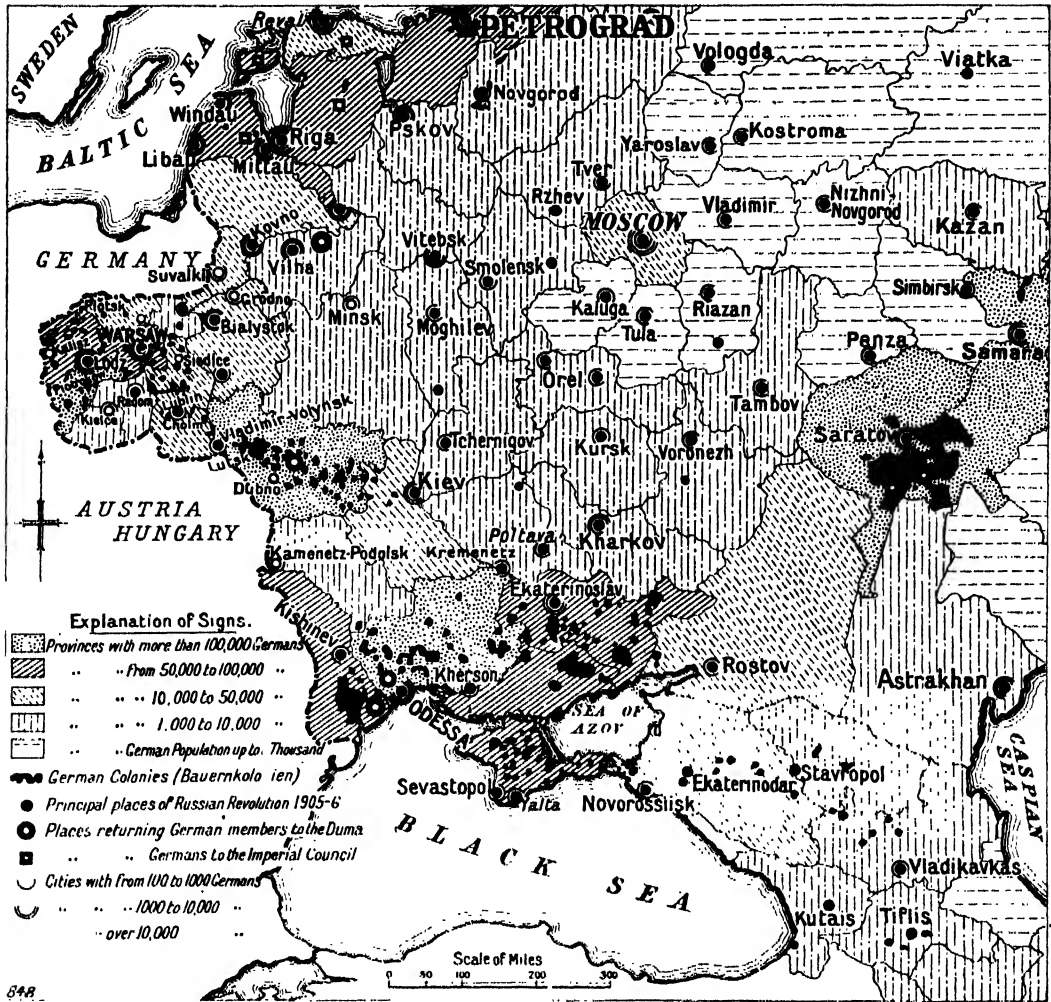 SWEDEN
BALTIC SEA
Reval
PETROGRAD
Vologda
Viatka
Windau
Novgorod
Pskov
Riga
Libau
Mittau
Yaroslav
Kostroma
Tver
Rzhev
MOSCOW
Vladimir
Nizhni-
Novgorod
Kazan
GERMANY
Kovno
Vilna
Vitebsk
Smolensk
Suvalki
Grodno
Minsk
Moghilev
Kaluga
Tula
Riazan
Simbirsk
Samara
Penza
Bialystok
WARSAW
Kalisz
LODZ
Siedlce
Radom
Kielce
Lublin
Cholm
Orel
Tambov
Saratov
Vladimir-Volynsk
Lu
Dubno
Tchernigov
Kursk
Voronezh
Kiev
AUSTRIA
HUNGARY
Kamenetz-Podolsk
Kremenetz
Poltava
Kharkov
Ekaterinoslav
Kishinev
Kherson
ODESSA
Rostov
Astrakhan
SEA OF
AZOV
CASPIAN
SEA
Sevastopol
Yalta
Novorossiisk
Ekaterinodar
Stavropol
Vladikavkas
Kutais
Tiflis
BLACK SEA
Explanation of Signs.
Provinces with more than 100,000 Germans
" " From 50,000 to 100,000 "
" " " 10,000 to 50,000 "
" " " 1.000 to 10,000 "
" " German Population up to Thousand
German Colonies (Bauernkolo ien)
Principal places of Russian Revolution 1905-6
Places returning German members to the Duma
" " Germans to the Imperial Council
Cities with from 100 to 1000 Germans
" " " 1000 to 10,000 "
" over 10,000 "
Scale of Miles
0 50 100 200 300